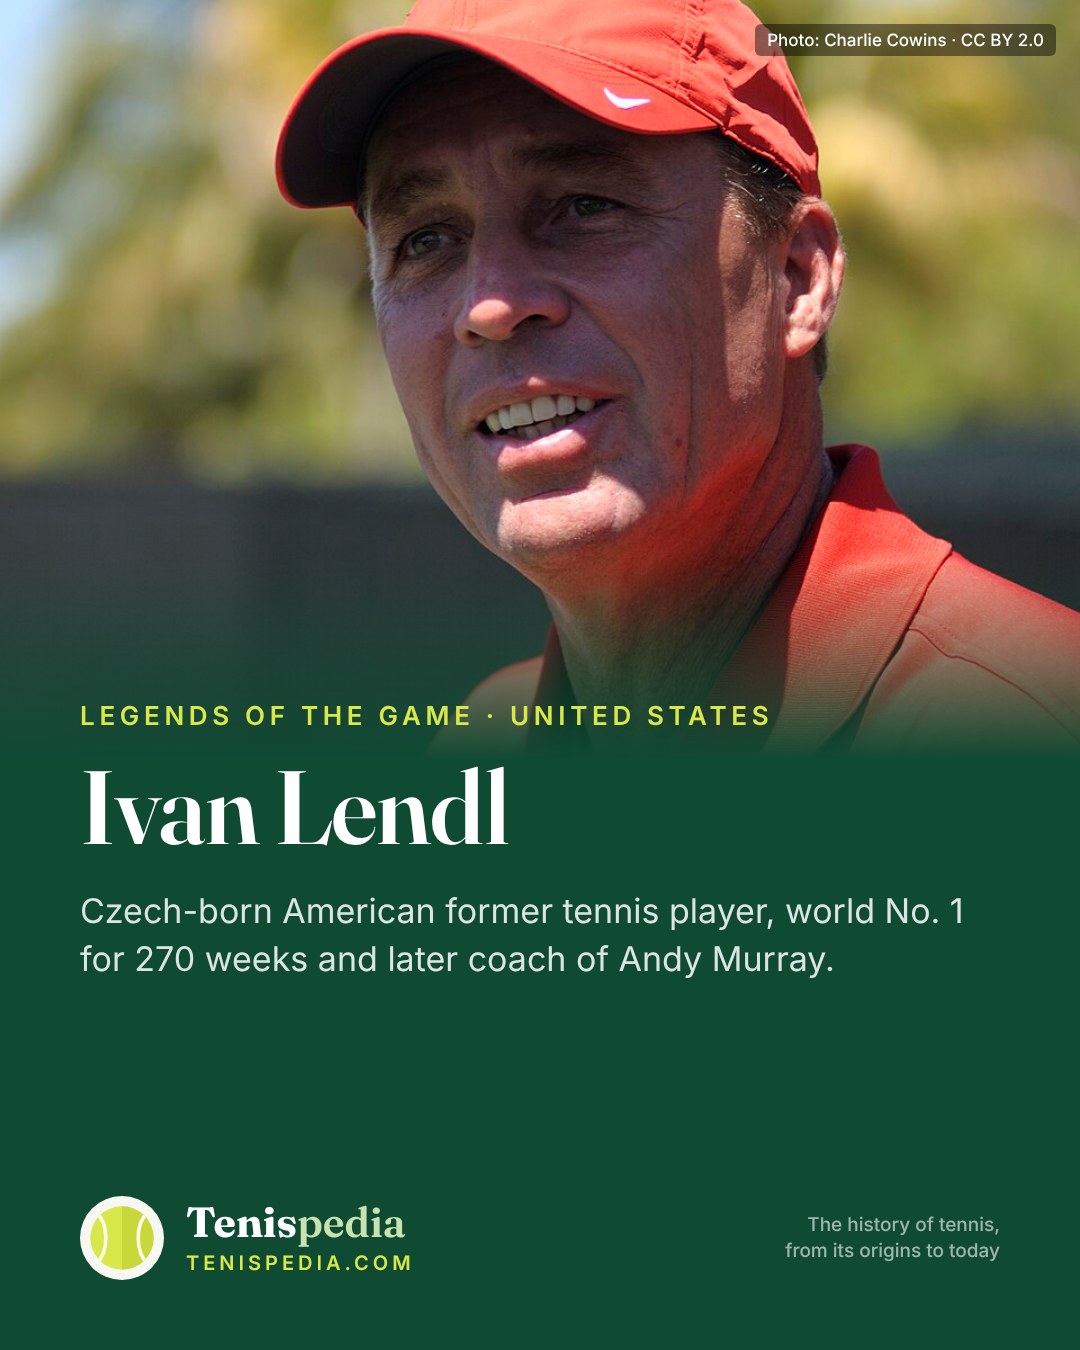 Photo: Charlie Cowins · CC BY 2.0
LEGENDS OF THE GAME · UNITED STATES
Ivan Lendl
Czech-born American former tennis player, world No. 1
for 270 weeks and later coach of Andy Murray.
Tenispedia
TENISPEDIA.COM
The history of tennis,
from its origins to today